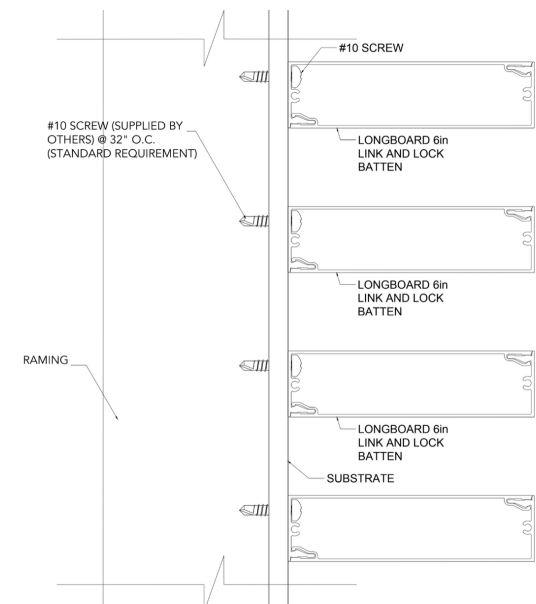 #10 SCREW
#10 SCREW (SUPPLIED BY
OTHERS) @ 32" O.C.
(STANDARD REQUIREMENT)
LONGBOARD 6in
LINK AND LOCK
BATTEN
LONGBOARD 6in
LINK AND LOCK
BATTEN
RAMING
LONGBOARD 6in
LINK AND LOCK
BATTEN
SUBSTRATE